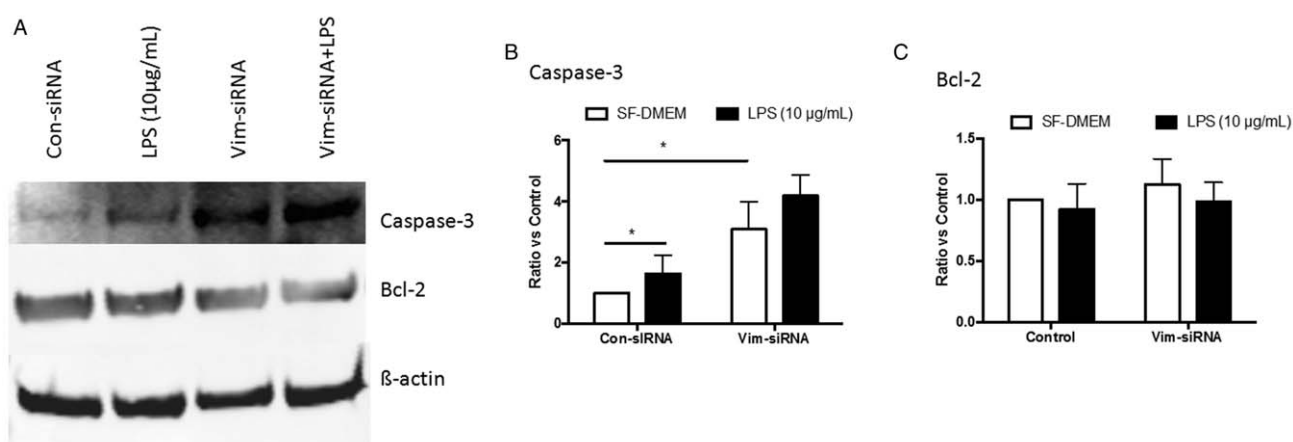 A
Con-siRNA
LPS (10µg/mL)
Vim-siRNA
Vim-siRNA+LPS
Caspase-3
Bcl-2
ß-actin
B
Caspase-3
SF-DMEM
LPS (10 µg/mL)
Ratio vs Control
6
4
2
0
*
*
Con-siRNA
Vim-siRNA
C
Bcl-2
SF-DMEM
LPS (10 µg/mL)
Ratio vs Control
1.5
1.0
0.5
0.0
Control
Vim-siRNA